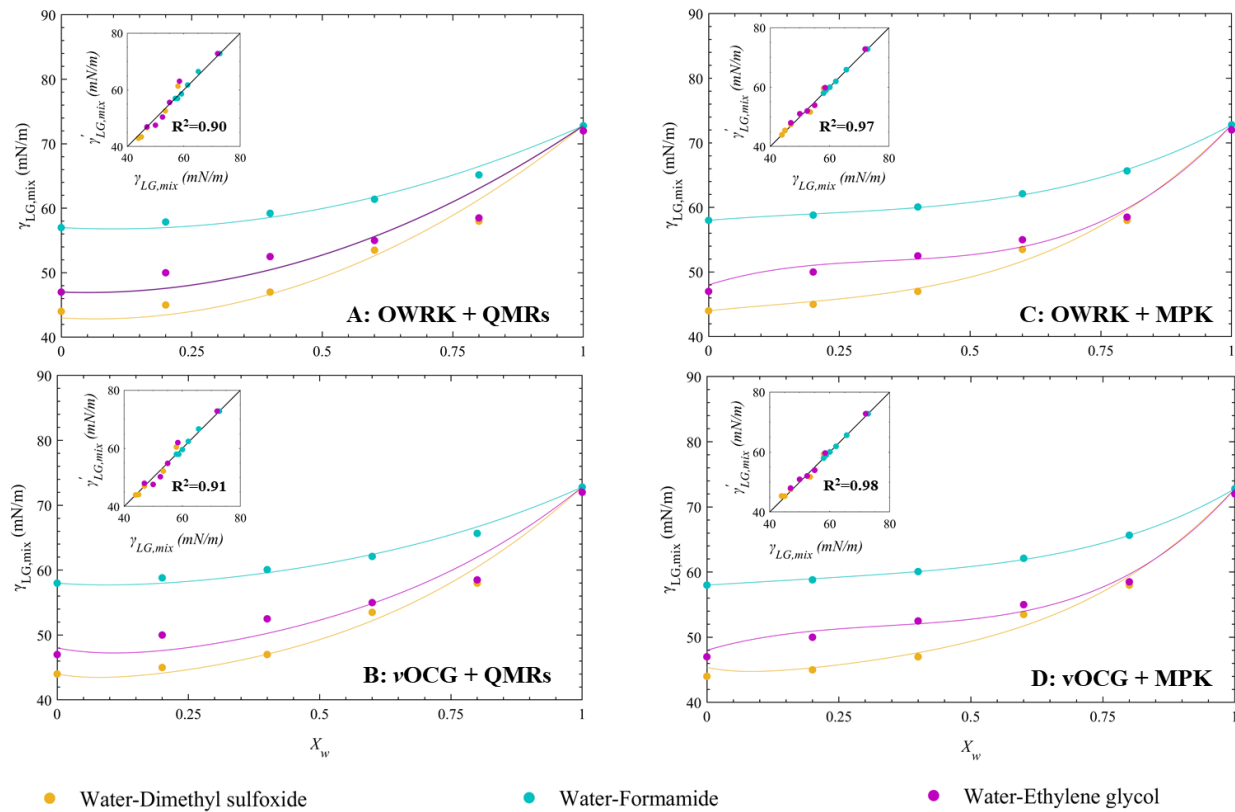 90
80
70
60
50
40
γLG,mix (mN/m)
0
0.25
0.5
0.75
1
80
60
40
40
60
80
γ'LG,mix (mN/m)
γLG,mix (mN/m)
R²=0.90
A: OWRK + QMRs
90
80
70
60
50
40
γLG,mix (mN/m)
0
0.25
0.5
0.75
1
80
60
40
40
60
80
γ'LG,mix (mN/m)
γLG,mix (mN/m)
R²=0.97
C: OWRK + MPK
90
80
70
60
50
40
γLG,mix (mN/m)
0
0.25
0.5
0.75
1
Xw
80
60
40
40
60
80
γ'LG,mix (mN/m)
γLG,mix (mN/m)
R²=0.91
B: vOCG + QMRs
90
80
70
60
50
40
γLG,mix (mN/m)
0
0.25
0.5
0.75
1
Xw
80
60
40
40
60
80
γ'LG,mix (mN/m)
γLG,mix (mN/m)
R²=0.98
D: vOCG + MPK
Water-Dimethyl sulfoxide
Water-Formamide
Water-Ethylene glycol